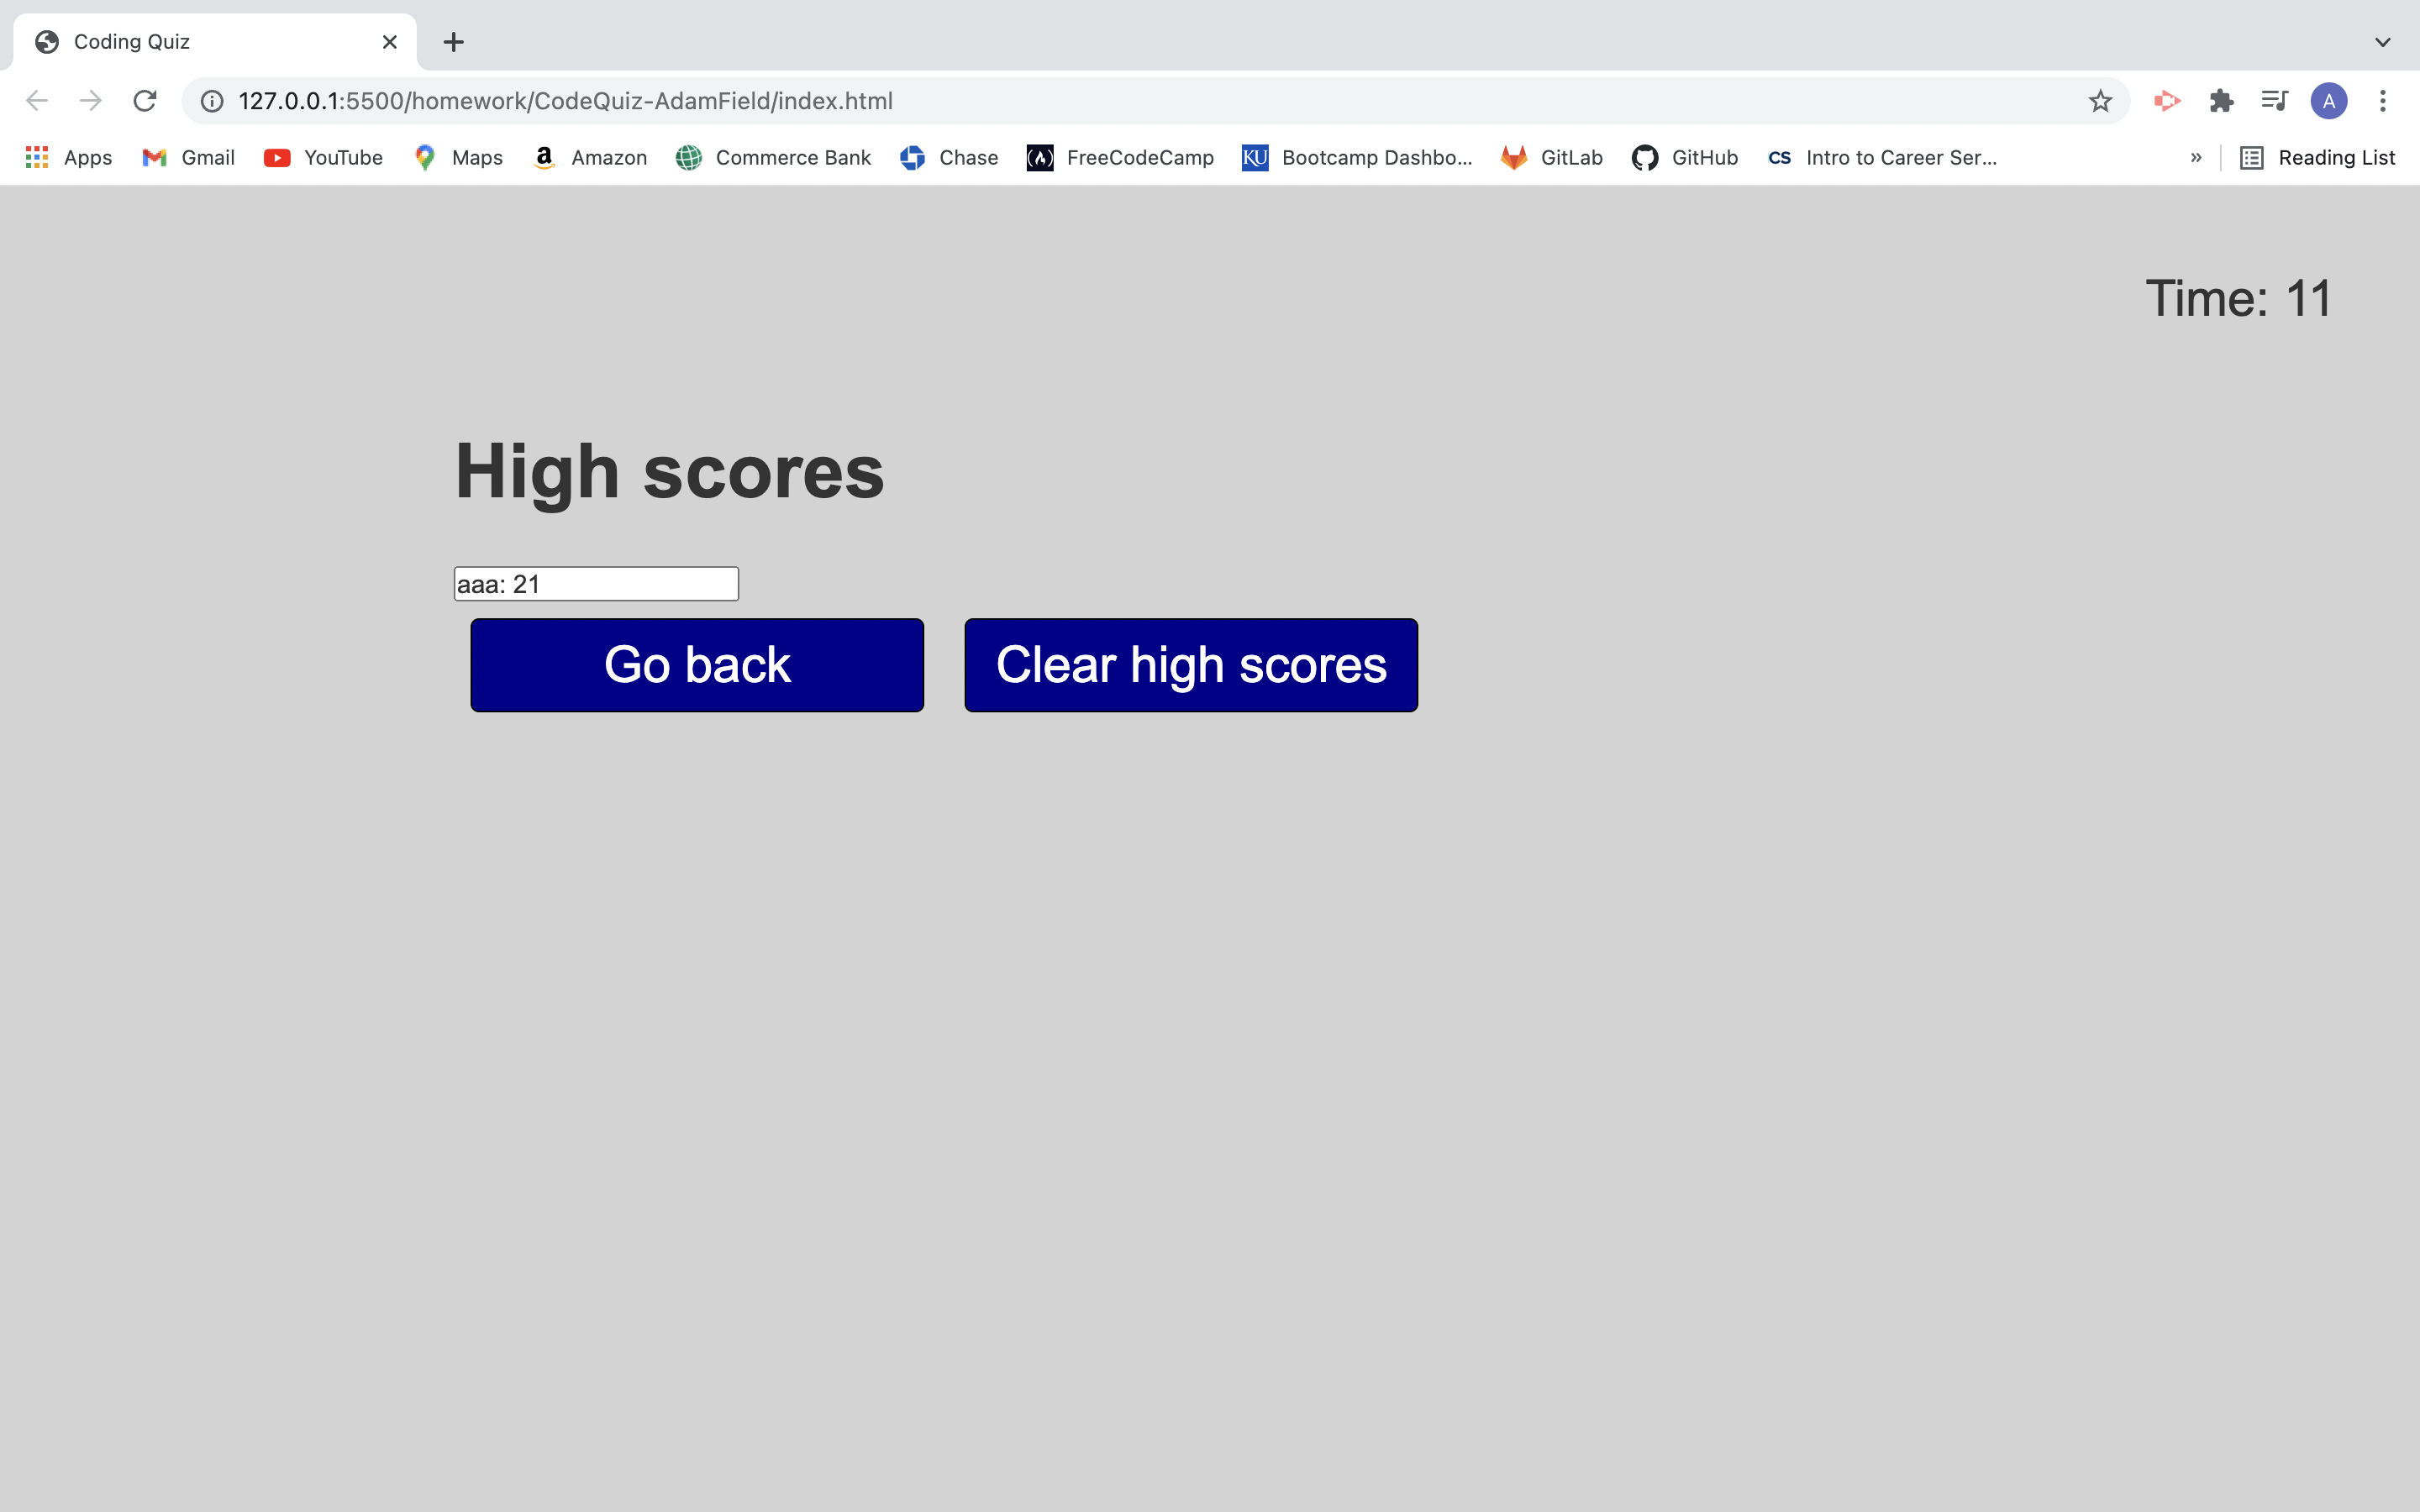 Coding Quiz
127.0.0.1:5500/homework/CodeQuiz-AdamField/index.html
A
Apps Gmail YouTube Maps a Amazon Commerce Bank Chase (/\) FreeCodeCamp KU Bootcamp Dashbo... GitLab GitHub CS Intro to Career Ser... » Reading List
Time: 11
High scores
aaa: 21
Go back Clear high scores